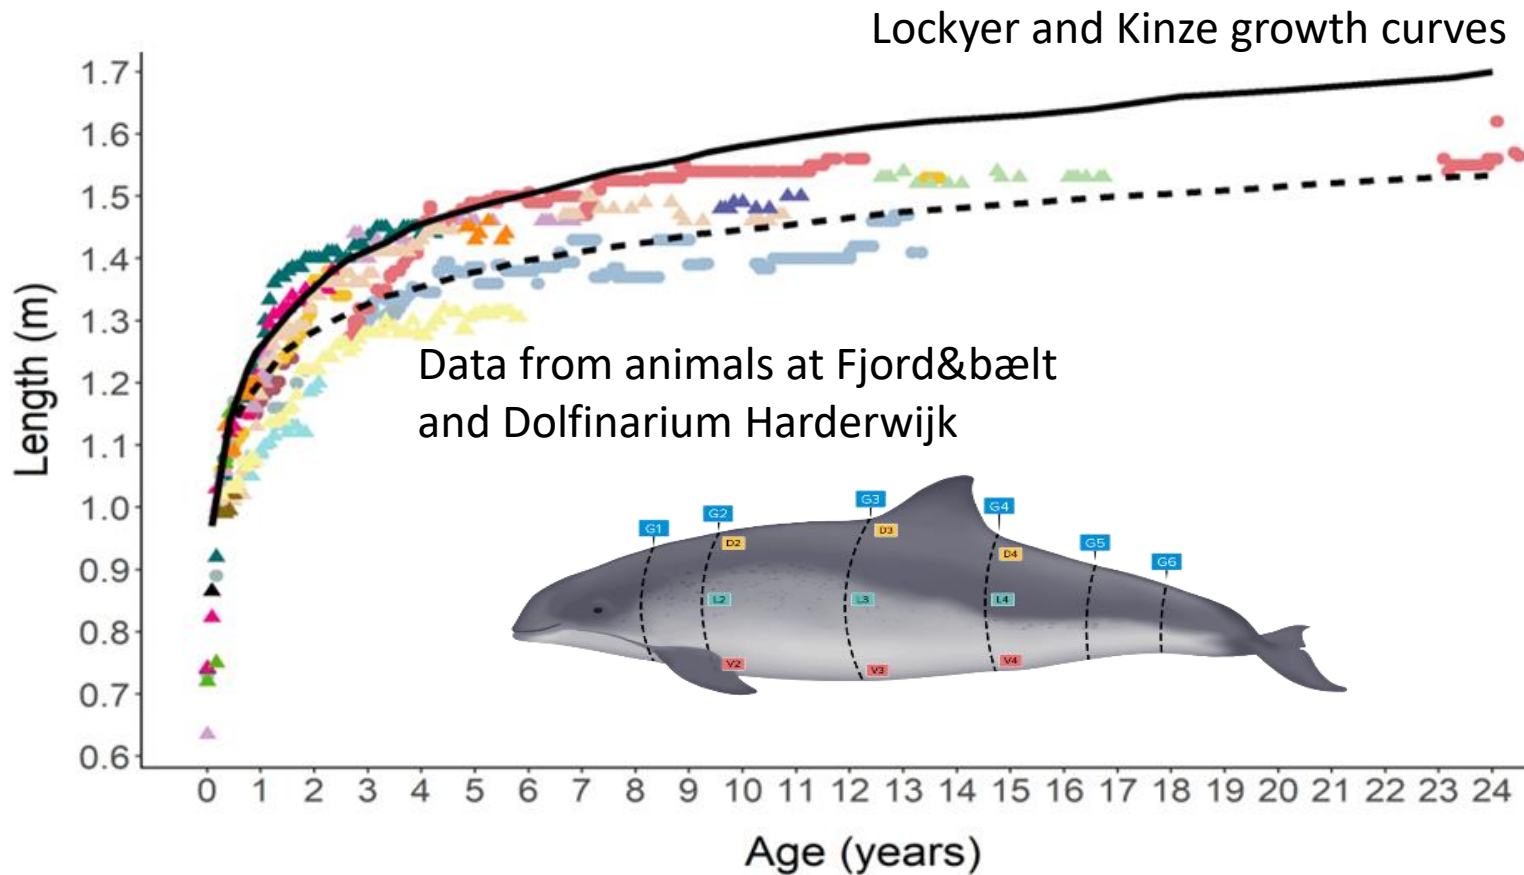 Lockyer and Kinze growth curves
1.7
1.6
1.5
1.4
1.3
1.2
1.1
1.0
0.9
0.8
0.7
0.6
Length (m)
Data from animals at Fjord&bælt
and Dolfinarium Harderwijk
G1 G2 G3 G4 G5 G6
D2 D3 D4
L2 L3 L4
V2 V3 V4
0 1 2 3 4 5 6 7 8 9 10 11 12 13 14 15 16 17 18 19 20 21 22 23 24
Age (years)